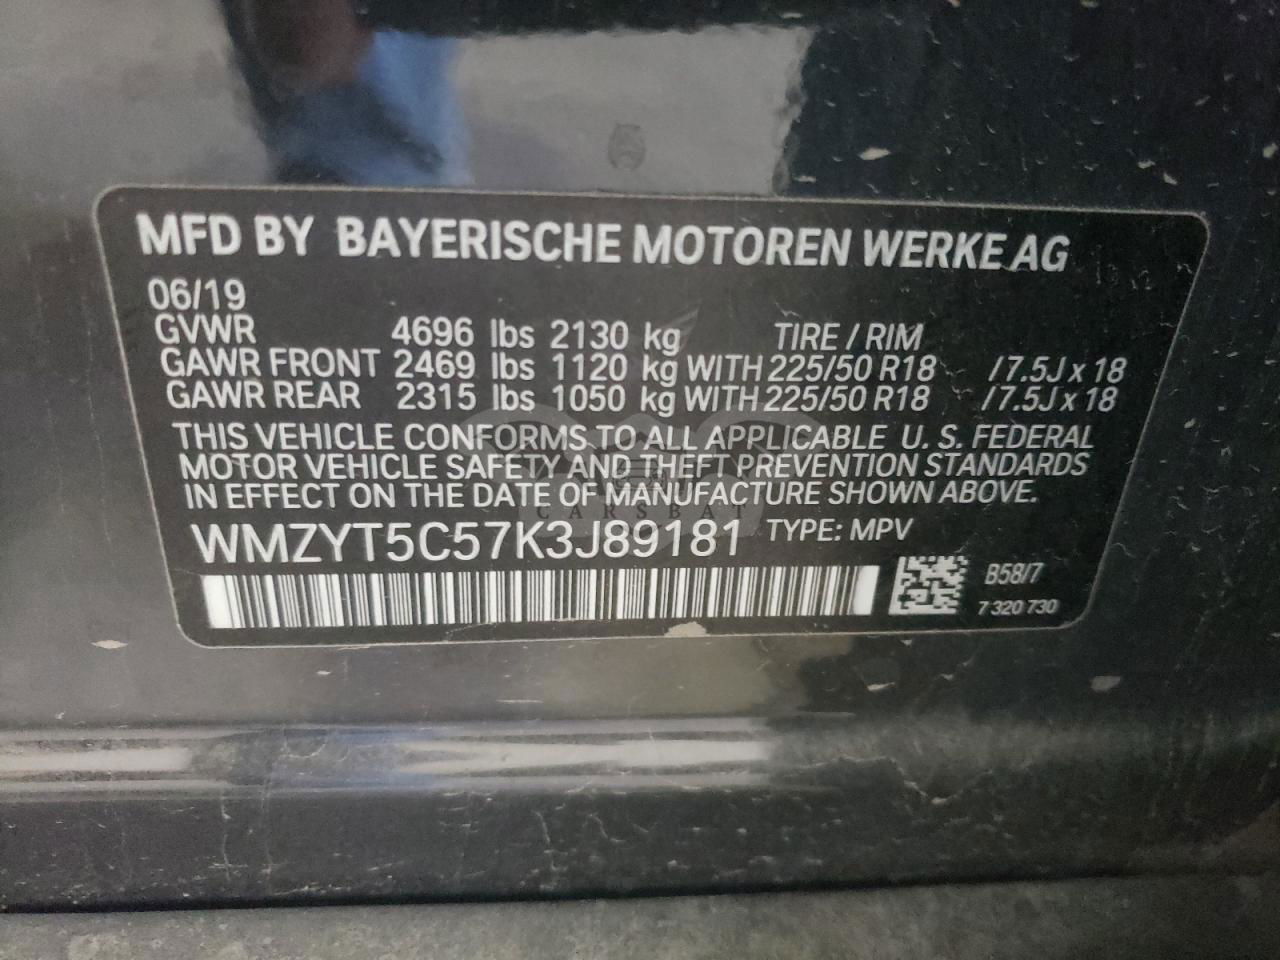 MFD BY BAYERISCHE MOTOREN WERKE AG
06/19
GVWR 4696 lbs 2130 kg TIRE / RIM
GAWR FRONT 2469 lbs 1120 kg WITH 225/50 R18 /7.5J x 18
GAWR REAR 2315 lbs 1050 kg WITH 225/50 R18 /7.5J x 18
THIS VEHICLE CONFORMS TO ALL APPLICABLE U. S. FEDERAL
MOTOR VEHICLE SAFETY AND THEFT PREVENTION STANDARDS
IN EFFECT ON THE DATE OF MANUFACTURE SHOWN ABOVE.
CARSBAT
WMZYT5C57K3J89181 TYPE: MPV
B58/7
7 320 730